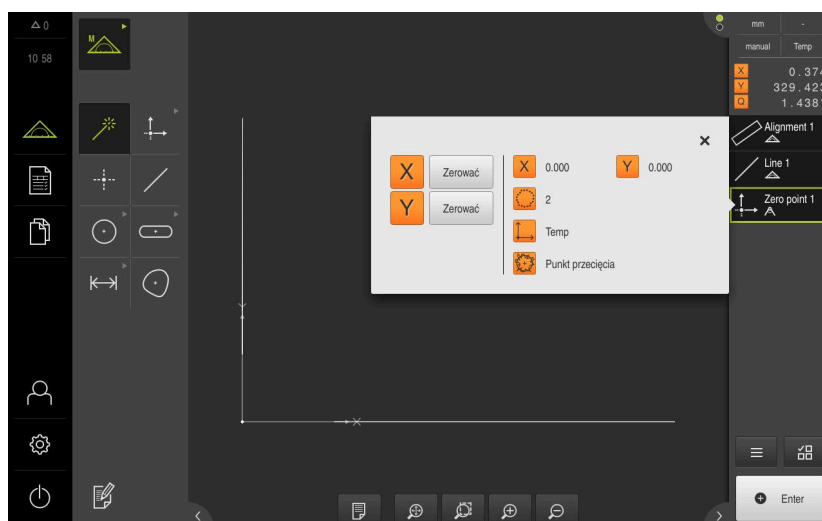 0
10 58
M
mm -
manual Temp
X 0.374
Y 329.423
Q 1.438°
Alignment 1
Line 1
Zero point 1
X Zerować
Y Zerować
X 0.000 Y 0.000
2
Temp
Punkt przecięcia
Enter